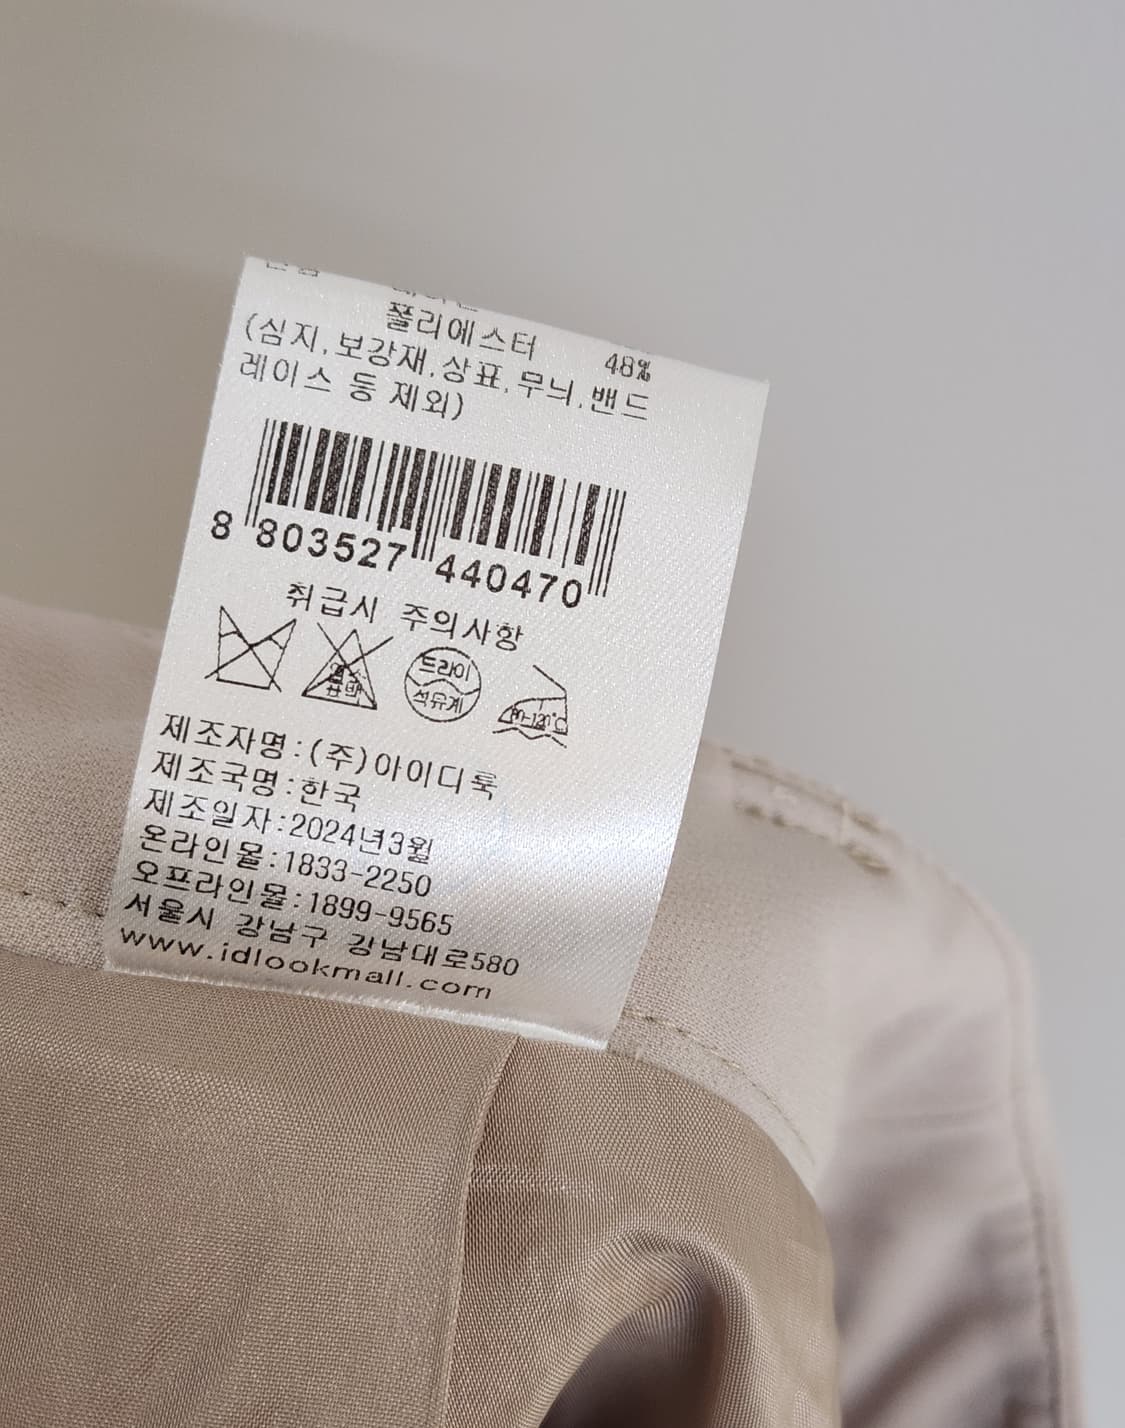 폴리에스터 48%
(심지,보강재,상표,무늬,밴드
레이스 등 제외)
8 803527 440470
취급시 주의사항
드라이
석유계
80-120℃
제조자명:(주)아이디룩
제조국명:한국
제조일자:2024년3월
온라인몰:1833-2250
오프라인몰:1899-9565
서울시 강남구 강남대로580
www.idlookmall.com